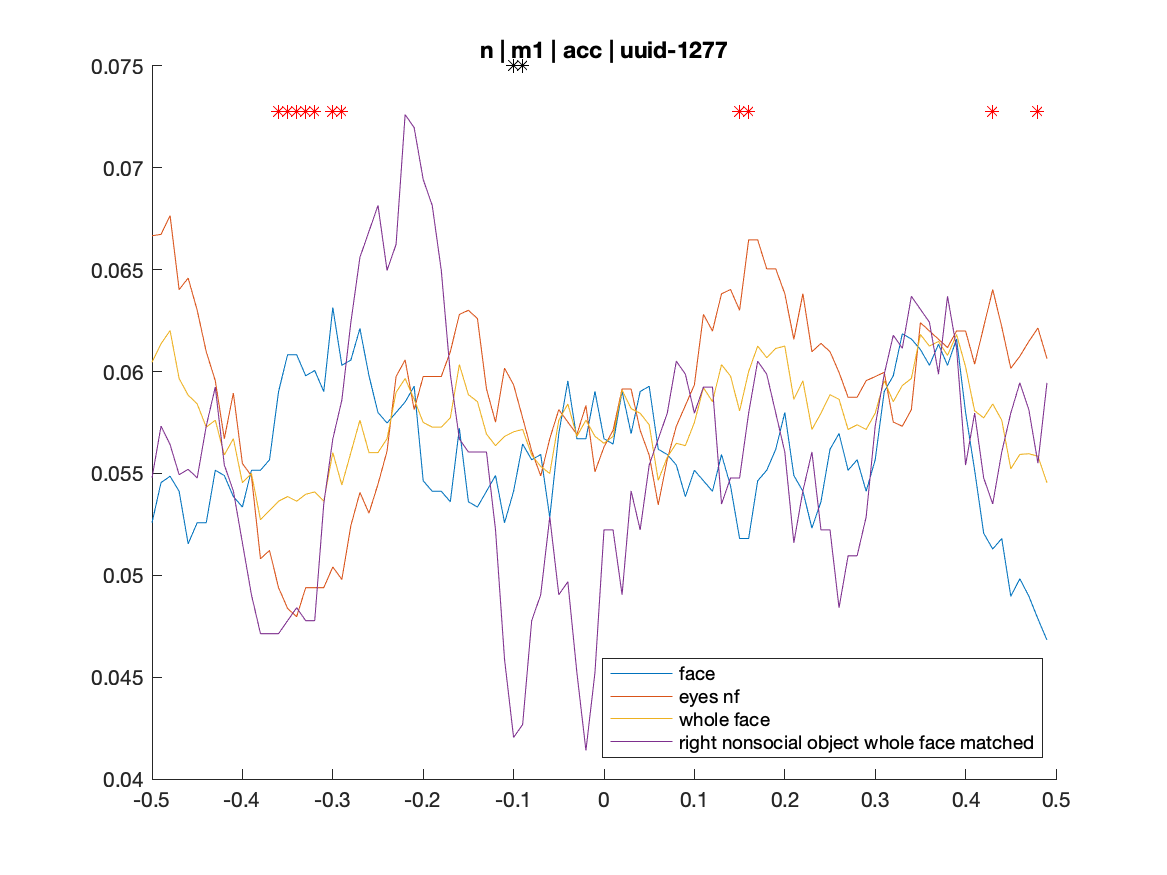 n | m1 | acc | uuid-1277
0.075
0.07
0.065
0.06
0.055
0.05
0.045
0.04
face
eyes nf
whole face
right nonsocial object whole face matched
-0.5 -0.4 -0.3 -0.2 -0.1 0 0.1 0.2 0.3 0.4 0.5